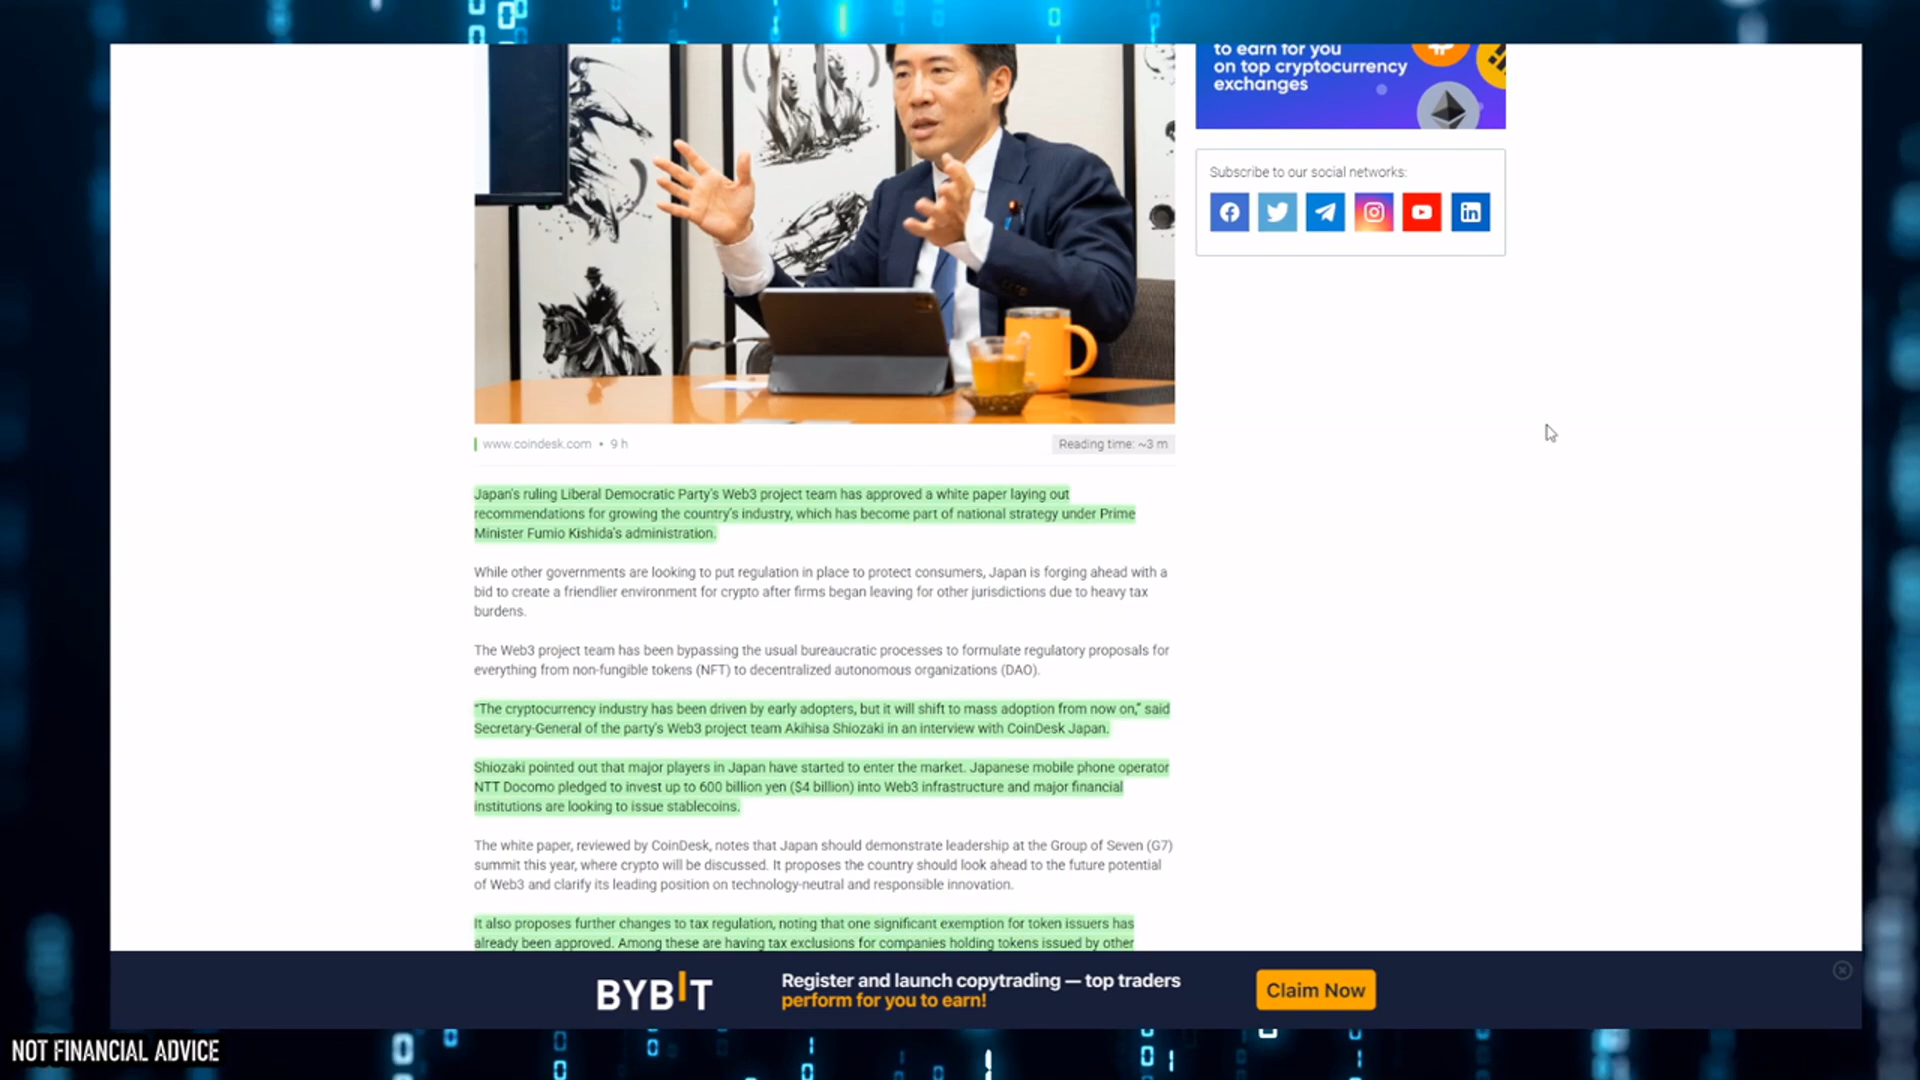 to earn for you
on top cryptocurrency
exchanges
Subscribe to our social networks:
www.coindesk.com • 9 h
Reading time: ~3 m
Japan's ruling Liberal Democratic Party's Web3 project team has approved a white paper laying out
recommendations for growing the country's industry, which has become part of national strategy under Prime
Minister Fumio Kishida's administration.
While other governments are looking to put regulation in place to protect consumers, Japan is forging ahead with a
bid to create a friendlier environment for crypto after firms began leaving for other jurisdictions due to heavy tax
burdens.
The Web3 project team has been bypassing the usual bureaucratic processes to formulate regulatory proposals for
everything from non-fungible tokens (NFT) to decentralized autonomous organizations (DAO).
“The cryptocurrency industry has been driven by early adopters, but it will shift to mass adoption from now on,” said
Secretary-General of the party's Web3 project team Akihisa Shiozaki in an interview with CoinDesk Japan.
Shiozaki pointed out that major players in Japan have started to enter the market. Japanese mobile phone operator
NTT Docomo pledged to invest up to 600 billion yen ($4 billion) into Web3 infrastructure and major financial
institutions are looking to issue stablecoins.
The white paper, reviewed by CoinDesk, notes that Japan should demonstrate leadership at the Group of Seven (G7)
summit this year, where crypto will be discussed. It proposes the country should look ahead to the future potential
of Web3 and clarify its leading position on technology-neutral and responsible innovation.
It also proposes further changes to tax regulation, noting that one significant exemption for token issuers has
already been approved. Among these are having tax exclusions for companies holding tokens issued by other
BYBIT
Register and launch copytrading — top traders
perform for you to earn!
Claim Now
NOT FINANCIAL ADVICE